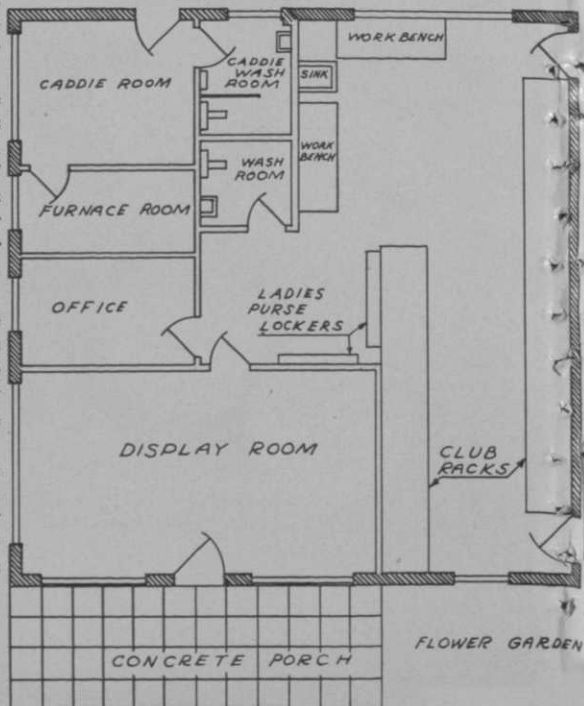 WORK BENCH
CADDIE ROOM
CADDIE
WASH
ROOM
SINK
WORK
BENCH
WASH
ROOM
FURNACE ROOM
OFFICE
LADIES
PURSE
LOCKERS
DISPLAY ROOM
CLUB
RACKS
CONCRETE PORCH
FLOWER GARDEN